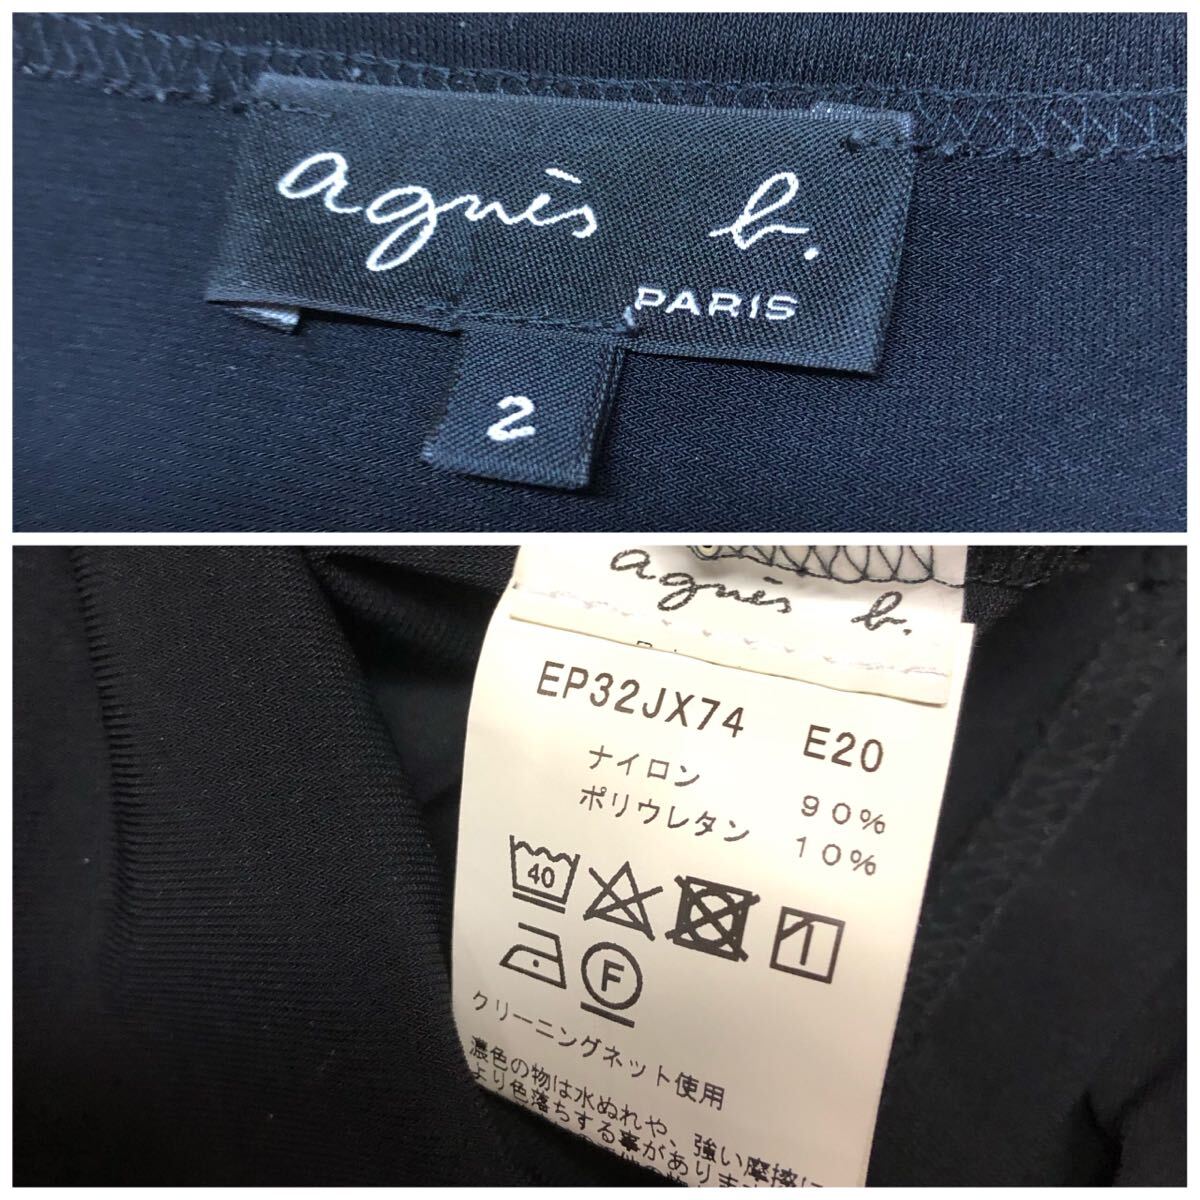 agnès b.
PARIS
2
agnès b.
EP32JX74 E20
ナイロン 90%
ポリウレタン 10%
40
1
F
クリーニングネット使用
濃色の物は水ぬれや、強い摩擦に
より色落ちする事があります